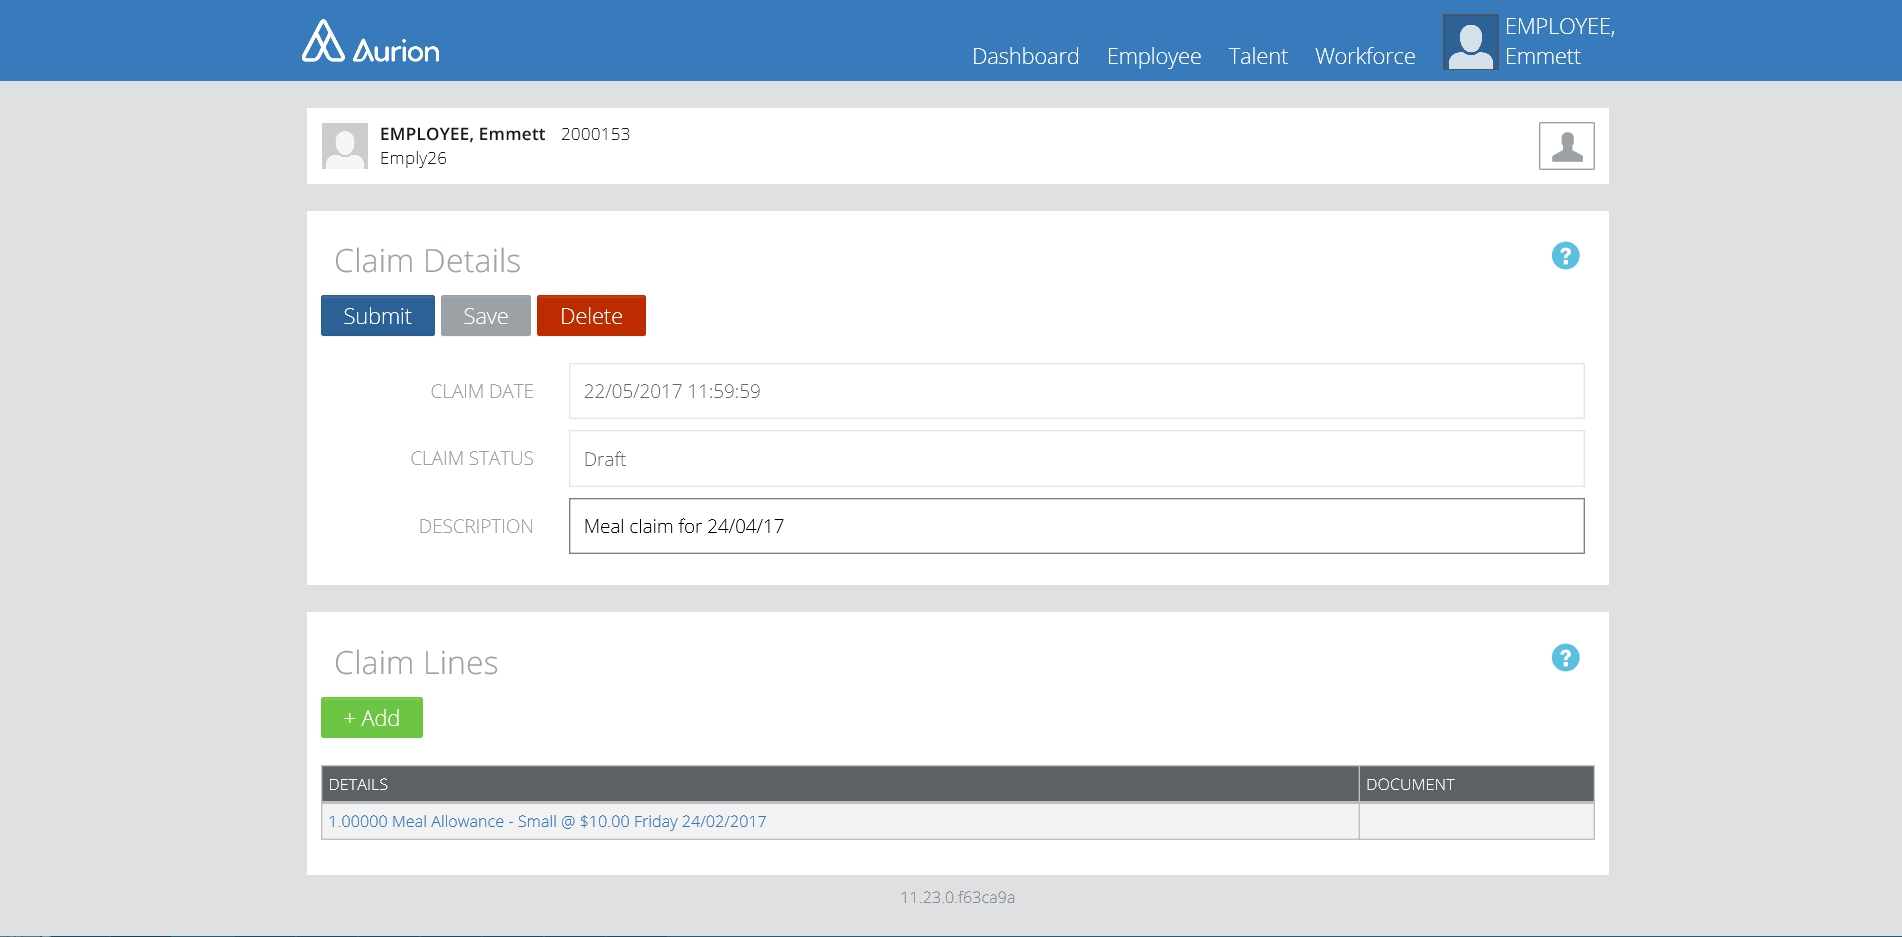 Aurion
Dashboard Employee Talent Workforce
EMPLOYEE,
Emmett
EMPLOYEE, Emmett 2000153
Emply26
Claim Details
?
Submit Save Delete
CLAIM DATE 22/05/2017 11:59:59
CLAIM STATUS Draft
DESCRIPTION Meal claim for 24/04/17
Claim Lines
?
+ Add
DETAILS DOCUMENT
1.00000 Meal Allowance - Small @ $10.00 Friday 24/02/2017
11.23.0.f63ca9a